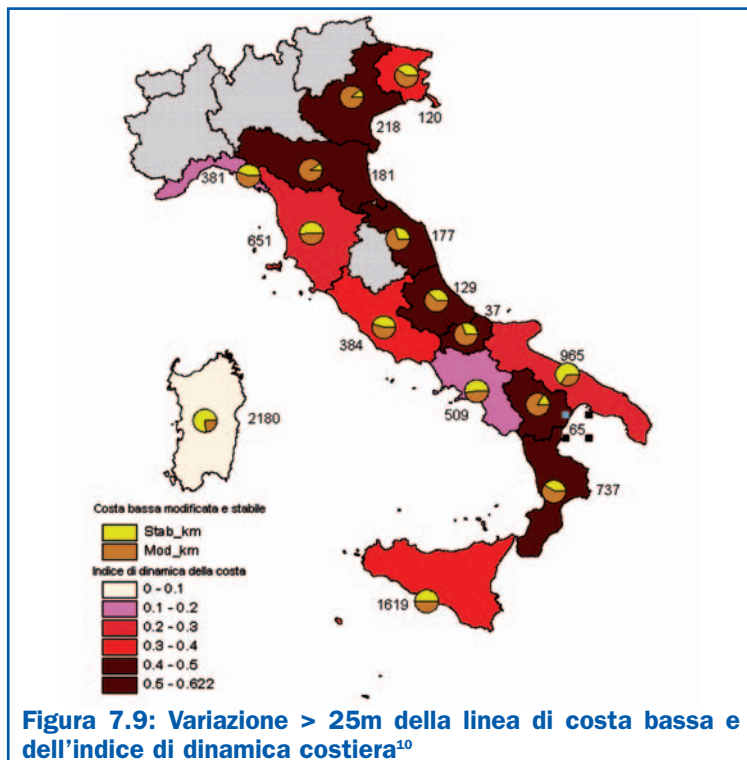 120
218
181
381
177
651
129
37
384
965
509
65
2180
737
1619
Costa bassa modificata e stabile
Stab_km
Mod_km
Indice di dinamica della costa
0 - 0.1
0.1 - 0.2
0.2 - 0.3
0.3 - 0.4
0.4 - 0.5
0.5 - 0.622
Figura 7.9: Variazione > 25m della linea di costa bassa e
dell'indice di dinamica costiera¹⁰